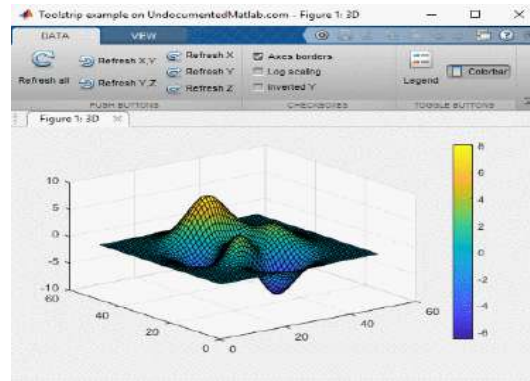 Toolstrip example on UndocumentedMatlab.com - Figure 1: 3D
DATA VIEW
Refresh all
Refresh X,Y
Refresh Y,Z
Refresh X
Refresh Y
Refresh Z
PUSH BUTTONS
Axes borders
Log scaling
Inverted Y
CHECKBOXES
Legend
Colorbar
TOGGLE BUTTONS
Figure 1: 3D
10
5
0
-5
-10
60
40
20
0
0
20
40
60
8
6
4
2
0
-2
-4
-6